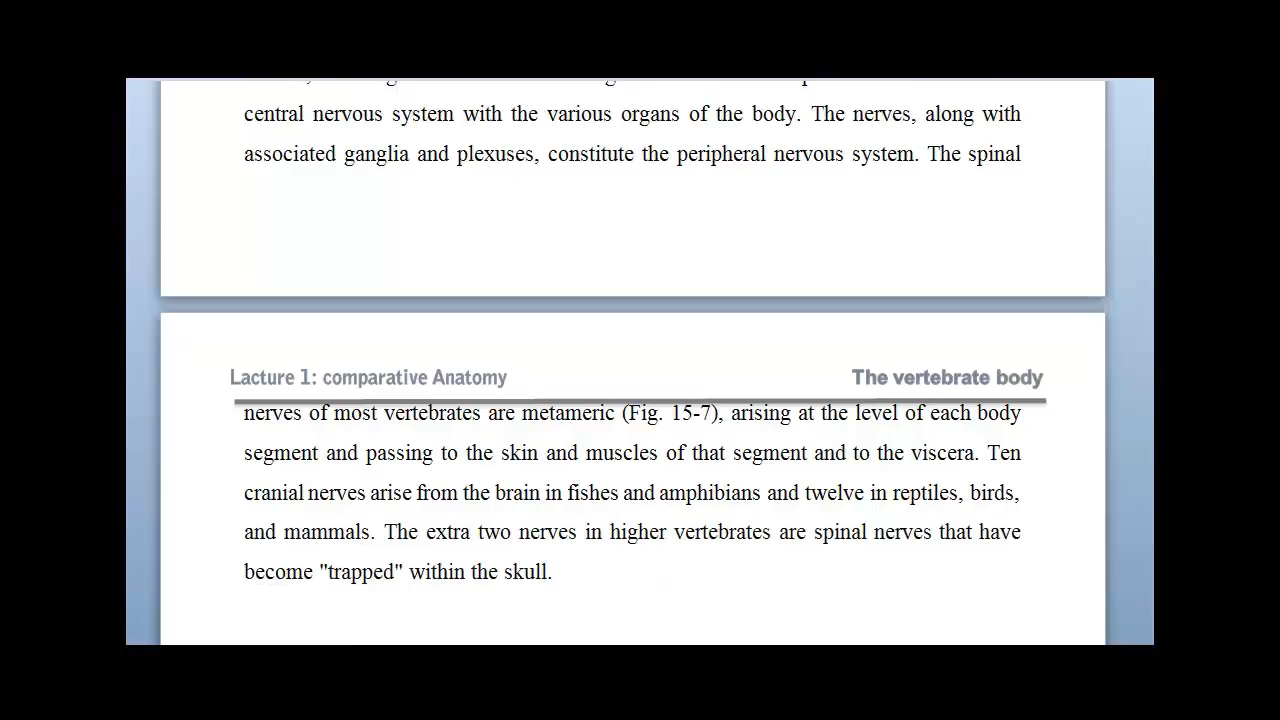 central nervous system with the various organs of the body. The nerves, along with
associated ganglia and plexuses, constitute the peripheral nervous system. The spinal
Lecture 1: comparative Anatomy The vertebrate body
nerves of most vertebrates are metameric (Fig. 15-7), arising at the level of each body
segment and passing to the skin and muscles of that segment and to the viscera. Ten
cranial nerves arise from the brain in fishes and amphibians and twelve in reptiles, birds,
and mammals. The extra two nerves in higher vertebrates are spinal nerves that have
become "trapped" within the skull.